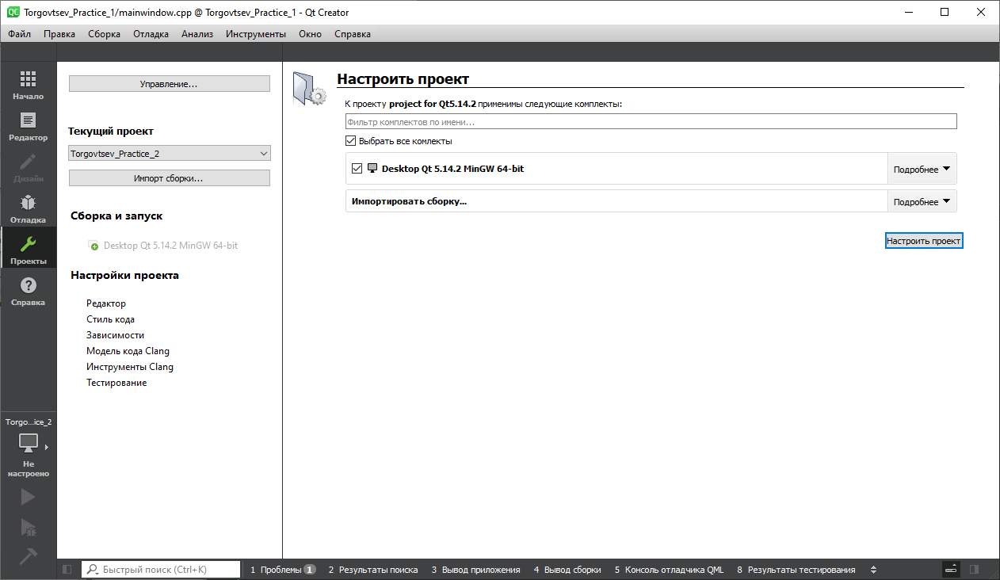 Torgovtsev_Practice_1/mainwindow.cpp @ Torgovtsev_Practice_1 - Qt Creator
Файл Правка Сборка Отладка Анализ Инструменты Окно Справка
Начало
Редактор
Дизайн
Отладка
Проекты
Справка
Torgo...ice_2
Не
настроено
Управление...
Текущий проект
Torgovtsev_Practice_2
Импорт сборки...
Сборка и запуск
Desktop Qt 5.14.2 MinGW 64-bit
Настройки проекта
Редактор
Стиль кода
Зависимости
Модель кода Clang
Инструменты Clang
Тестирование
Настроить проект
К проекту project for Qt5.14.2 применимы следующие комплекты:
Фильтр комплектов по имени...
Выбрать все комлекты
Desktop Qt 5.14.2 MinGW 64-bit Подробнее
Импортировать сборку... Подробнее
Настроить проект
Быстрый поиск (Ctrl+K) 1 Проблемы 1 2 Результаты поиска 3 Вывод приложения 4 Вывод сборки 5 Консоль отладчика QML 8 Результаты тестирования